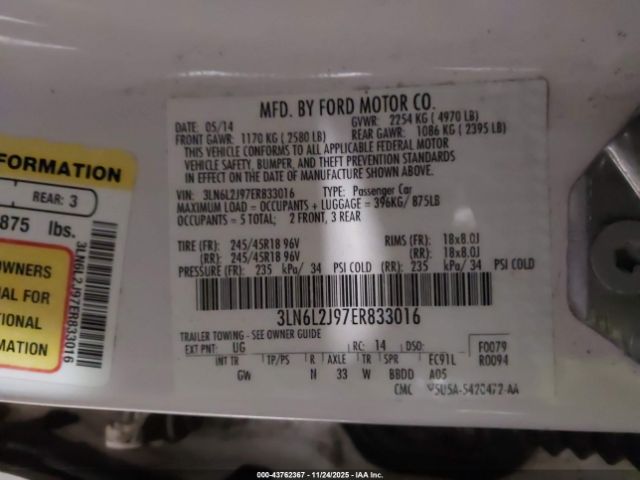 FORMATION
REAR: 3
875 lbs.
OWNERS
AL FOR
TION
3LN6L2J97ER833016
MFD. BY FORD MOTOR CO.
DATE: 05/14 GVWR: 2254 KG ( 4970 LB)
FRONT GAWR: 1170 KG ( 2580 LB) REAR GAWR: 1086 KG ( 2395 LB)
THIS VEHICLE CONFORMS TO ALL APPLICABLE FEDERAL MOTOR
VEHICLE SAFETY, BUMPER, AND THEFT PREVENTION STANDARDS
IN EFFECT ON THE DATE OF MANUFACTURE SHOWN ABOVE.
VIN: 3LN6L2J97ER833016 TYPE: Passenger Car
MAXIMUM LOAD = OCCUPANTS + LUGGAGE = 396KG/ 875LB
OCCUPANTS = 5 TOTAL; 2 FRONT, 3 REAR
TIRE (FR): 245/45R18 96V RIMS (FR): 18x8.0J
(RR): 245/45R18 96V (RR): 18x8.0J
PRESSURE (FR): 235 kPa/ 34 PSI COLD (RR): 235 kPa/ 34 PSI COLD
3LN6L2J97ER833016
TRAILER TOWING - SEE OWNER GUIDE
EXT PNT: UG RC: 14 DSO: F0079
INT TR TP/PS R AXLE TR SPR EC91L R0094
GW N 33 W BBDD A05
CMC 5U5A-5420472-AA
000-43762367 - 11/24/2025 - IAA Inc.